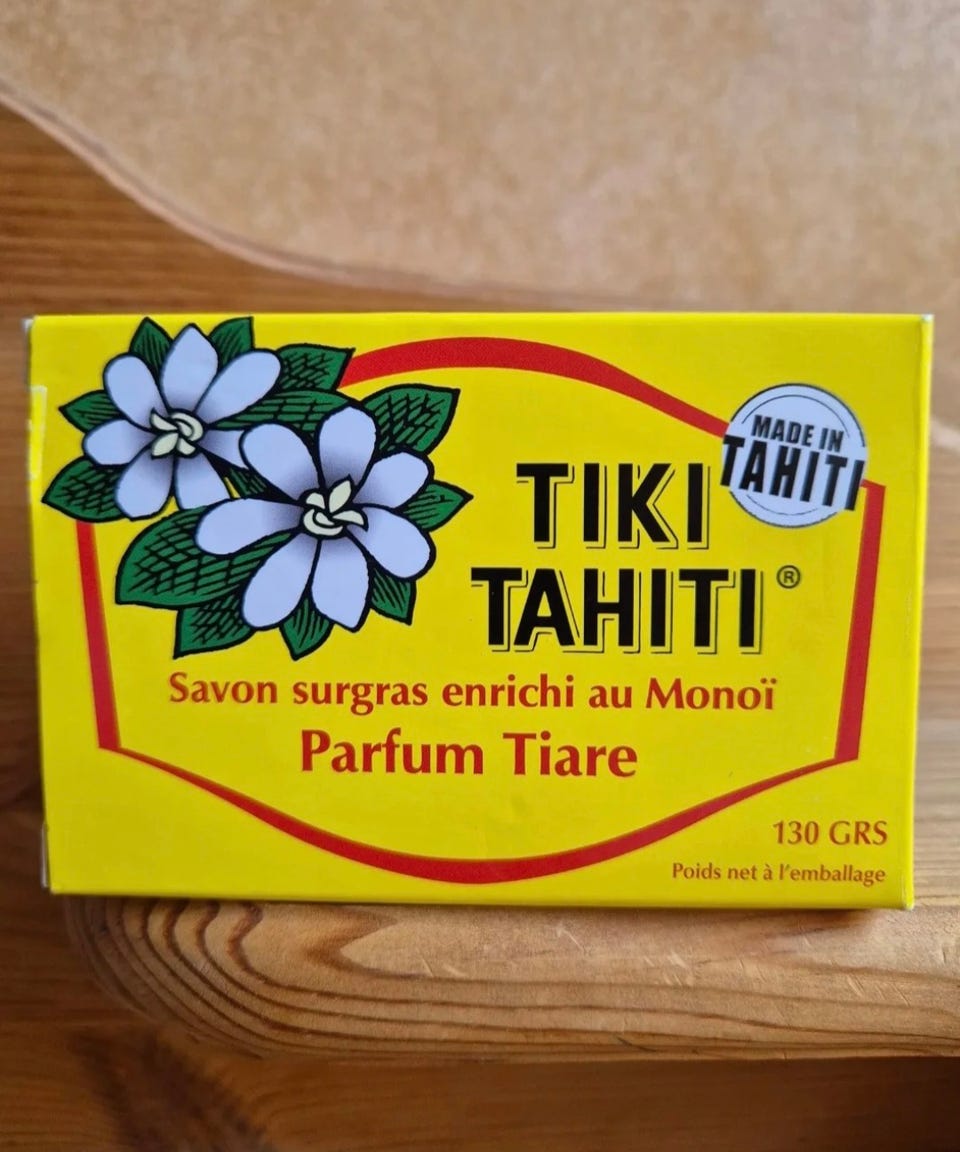 MADE IN
TAHITI
TIKI
TAHITI®
Savon surgras enrichi au Monoï
Parfum Tiare
130 GRS
Poids net à l'emballage